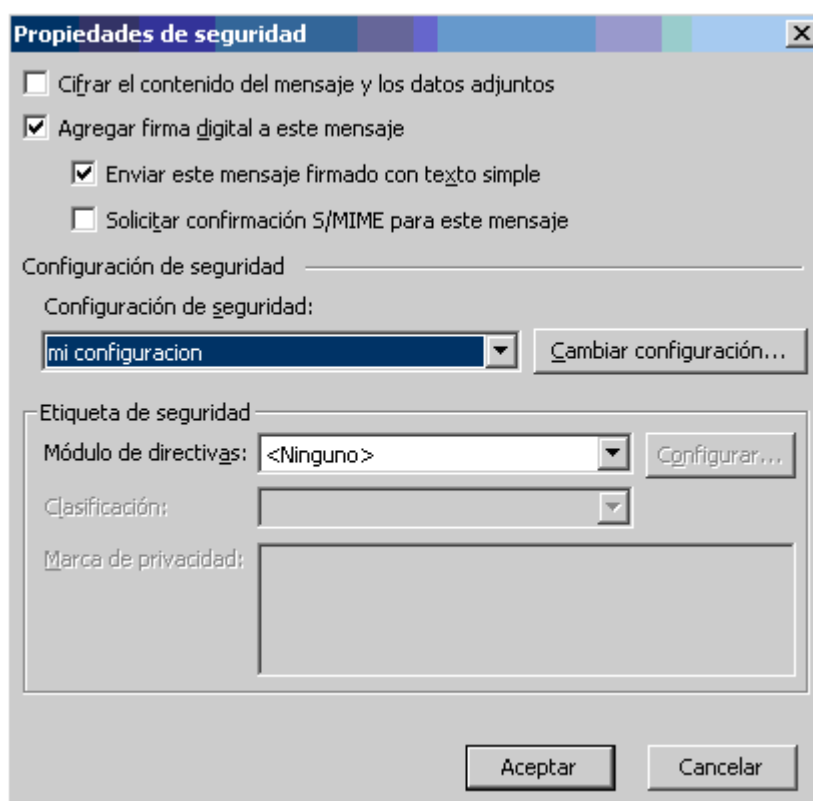 Propiedades de seguridad
Cifrar el contenido del mensaje y los datos adjuntos
Agregar firma digital a este mensaje
Enviar este mensaje firmado con texto simple
Solicitar confirmación S/MIME para este mensaje
Configuración de seguridad
Configuración de seguridad:
mi configuracion
Cambiar configuración...
Etiqueta de seguridad
Módulo de directivas: <Ninguno> Configurar...
Clasificación:
Marca de privacidad:
Aceptar Cancelar